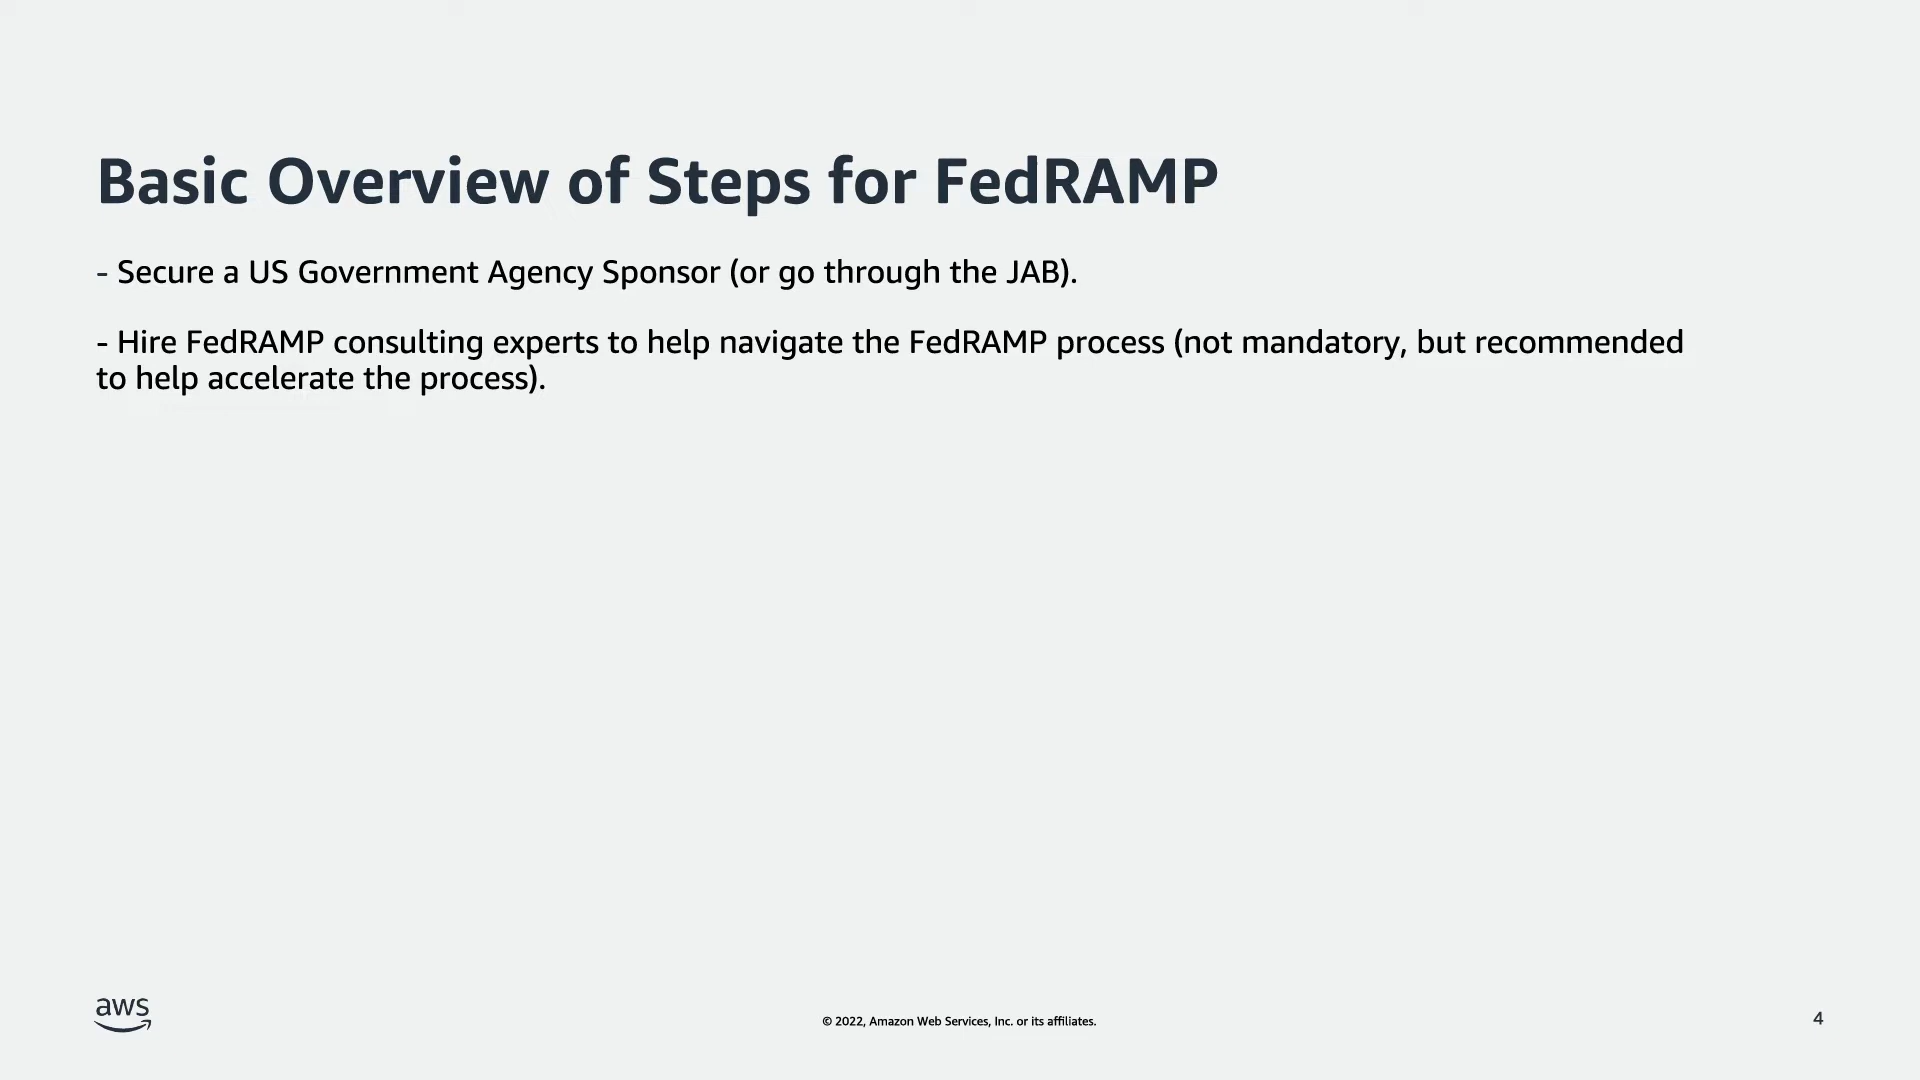 Basic Overview of Steps for FedRAMP
- Secure a US Government Agency Sponsor (or go through the JAB).
- Hire FedRAMP consulting experts to help navigate the FedRAMP process (not mandatory, but recommended
to help accelerate the process).
aws
© 2022, Amazon Web Services, Inc. or its affiliates.
4